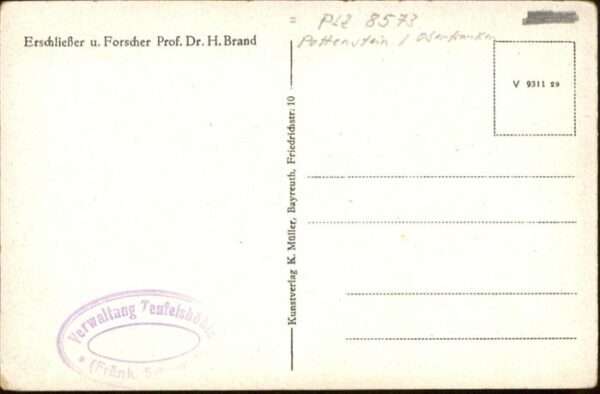 = PLZ 8573
Pottenstein / Oberfranken
Erschließer u. Forscher Prof. Dr. H. Brand
V 9311 29
Kunstverlag K. Müller, Bayreuth, Friedrichstr. 10
Verwaltung Teufelshöhle
(Fränk.